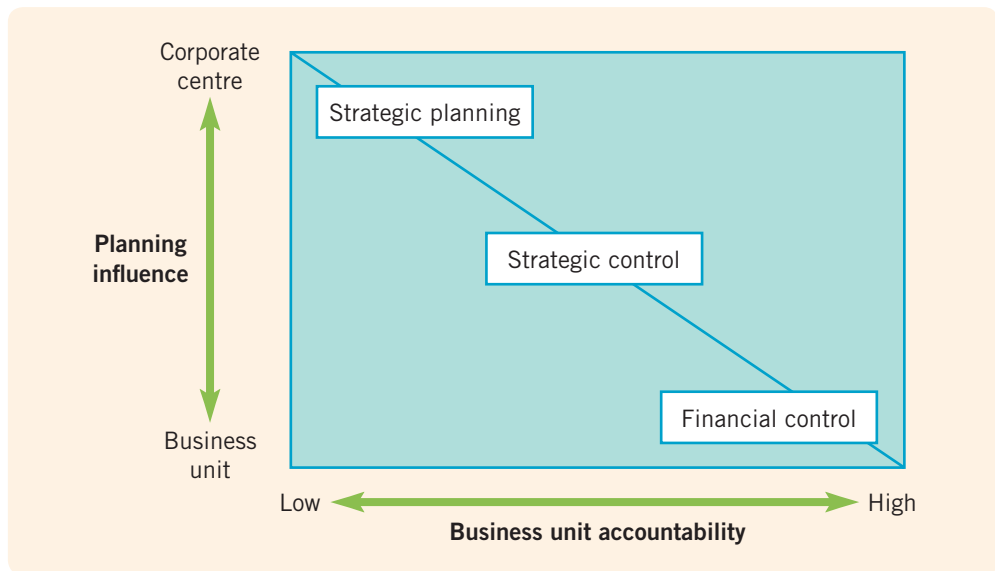 Corporate
centre
Strategic planning
Planning
influence
Strategic control
Financial control
Business
unit
Low
High
Business unit accountability